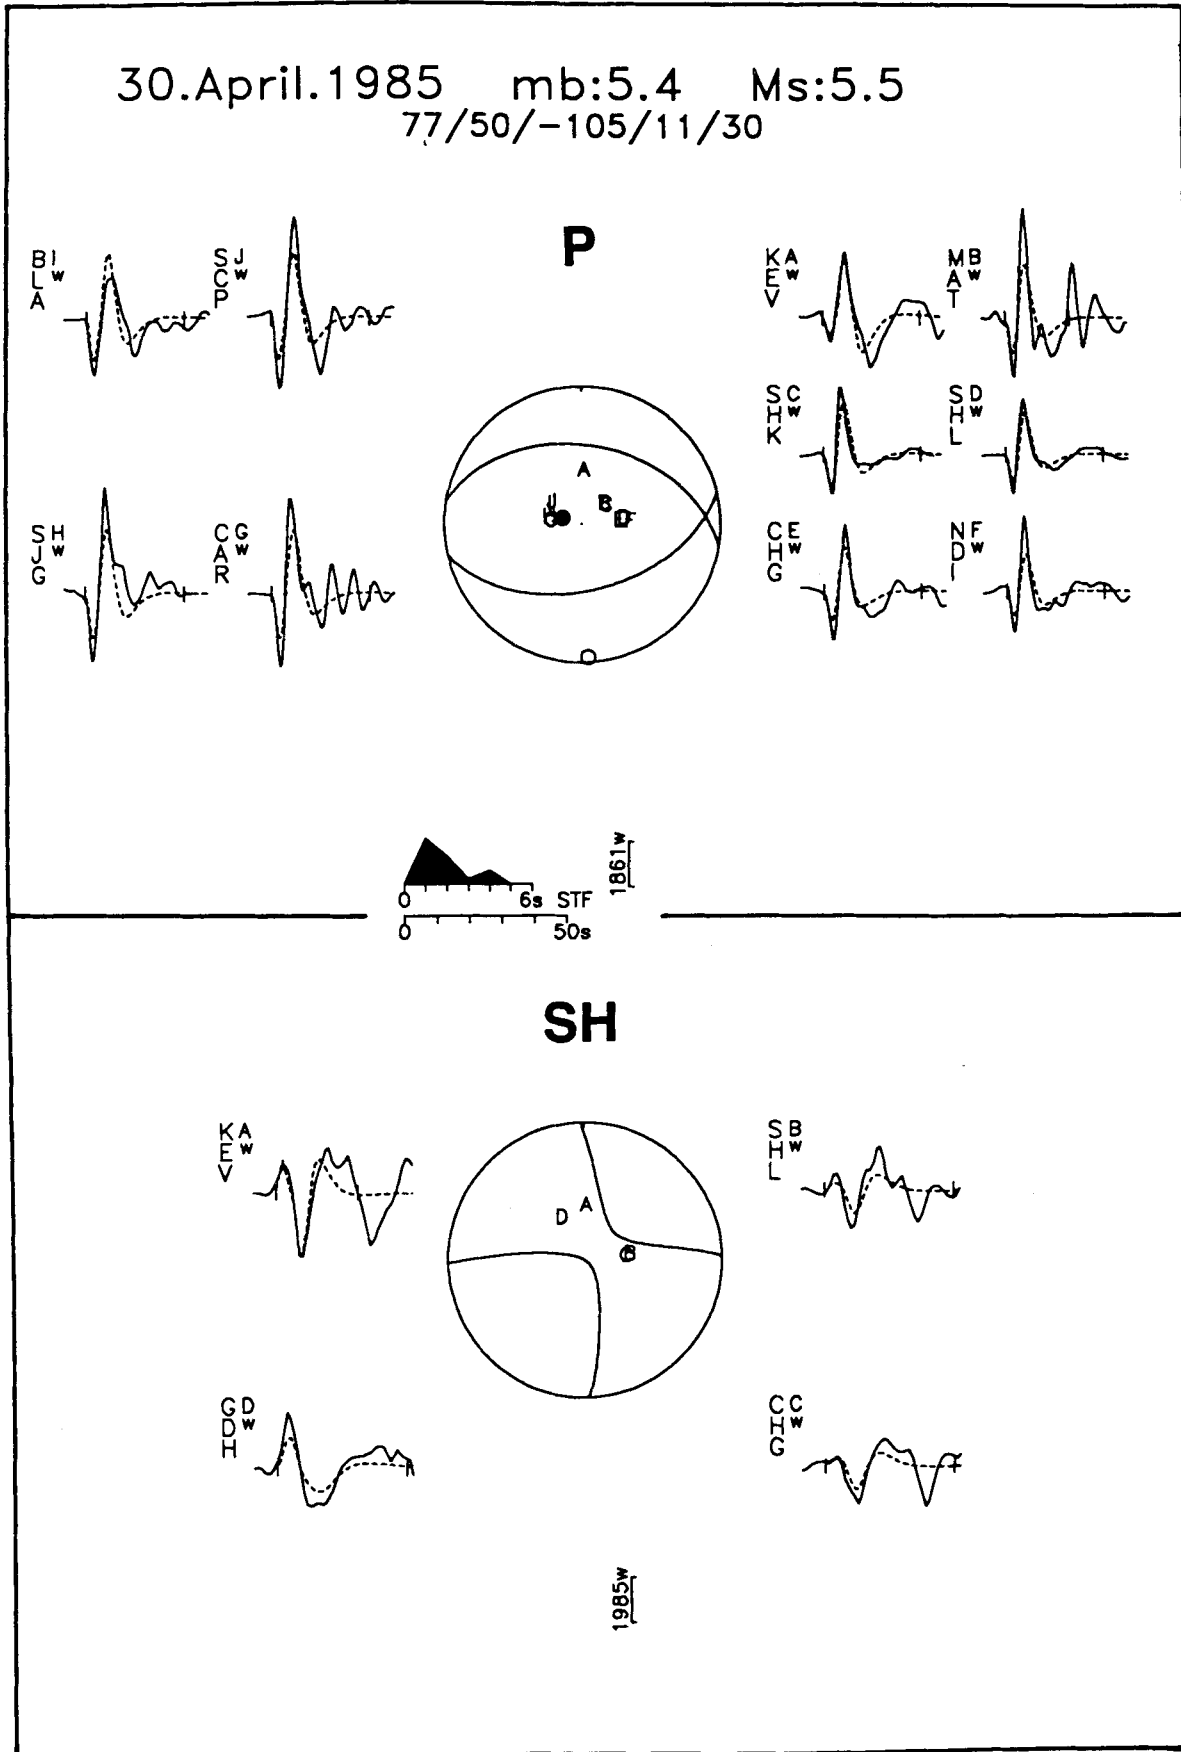 30.April.1985 mb:5.4 Ms:5.5
77/50/-105/11/30
P
BLA I w
SCP J w
KEV A w
MAT B w
SHK C w
SHL D w
SJG H w
CAR G w
CHG E w
NDI F w
A
B
J
G
D
F
0 6s STF
1861w
0 50s
SH
KEV A w
SHL B w
A
D
B
GDH D w
CHG C w
1985w